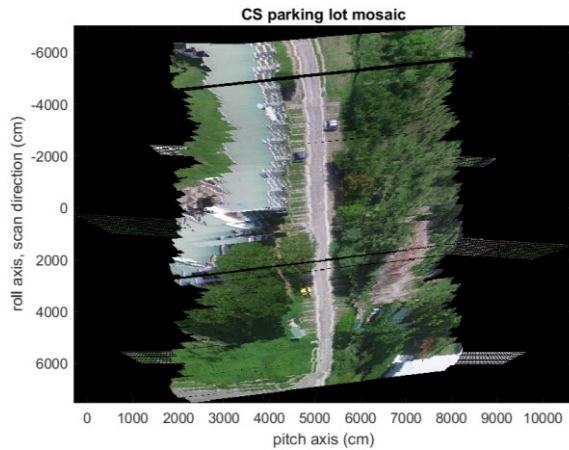 CS parking lot mosaic
-6000
-4000
-2000
0
2000
4000
6000
roll axis, scan direction (cm)
0 1000 2000 3000 4000 5000 6000 7000 8000 9000 10000
pitch axis (cm)